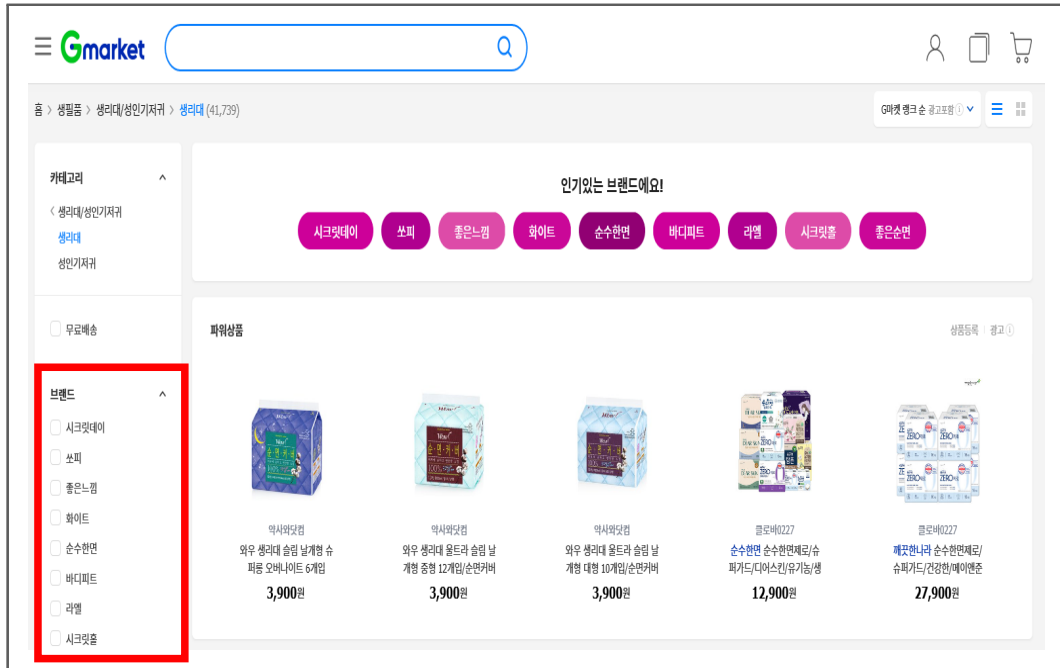 Gmarket
홈 > 생필품 > 생리대/성인기저귀 > 생리대 (41,739)
G마켓 랭크 순 광고포함
카테고리
< 생리대/성인기저귀
생리대
성인기저귀
무료배송
브랜드
시크릿데이
쏘피
좋은느낌
화이트
순수한면
바디피트
라엘
시크릿홀
인기있는 브랜드에요!
시크릿데이
쏘피
좋은느낌
화이트
순수한면
바디피트
라엘
시크릿홀
좋은순면
파워상품
상품등록
광고
약사와닷컴
와우 생리대 슬림 날개형 슈
퍼롱 오버나이트 6개입
3,900원
약사와닷컴
와우 생리대 울트라 슬림 날
개형 중형 12개입/순면커버
3,900원
약사와닷컴
와우 생리대 울트라 슬림 날
개형 대형 10개입/순면커버
3,900원
클로버0227
순수한면 순수한면제로/슈
퍼가드/디어스킨/유기농/생
12,900원
클로버0227
깨끗한나라 순수한면제로/
슈퍼가드/건강한/메이앤준
27,900원